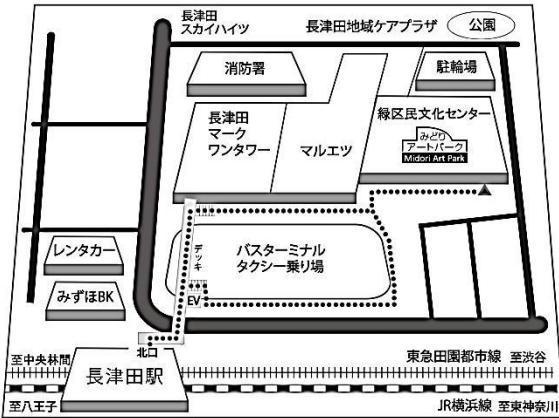 長津田
スカイハイツ
長津田地域ケアプラザ
公園
消防署
駐輪場
長津田
マーク
ワンタワー
マルエツ
緑区民文化センター
みどり
アートパーク
Midori Art Park
レンタカー
デッキ
バスターミナル
タクシー乗り場
みずほBK
EV
北口
至中央林間
東急田園都市線 至渋谷
長津田駅
至八王子
JR横浜線 至東神奈川